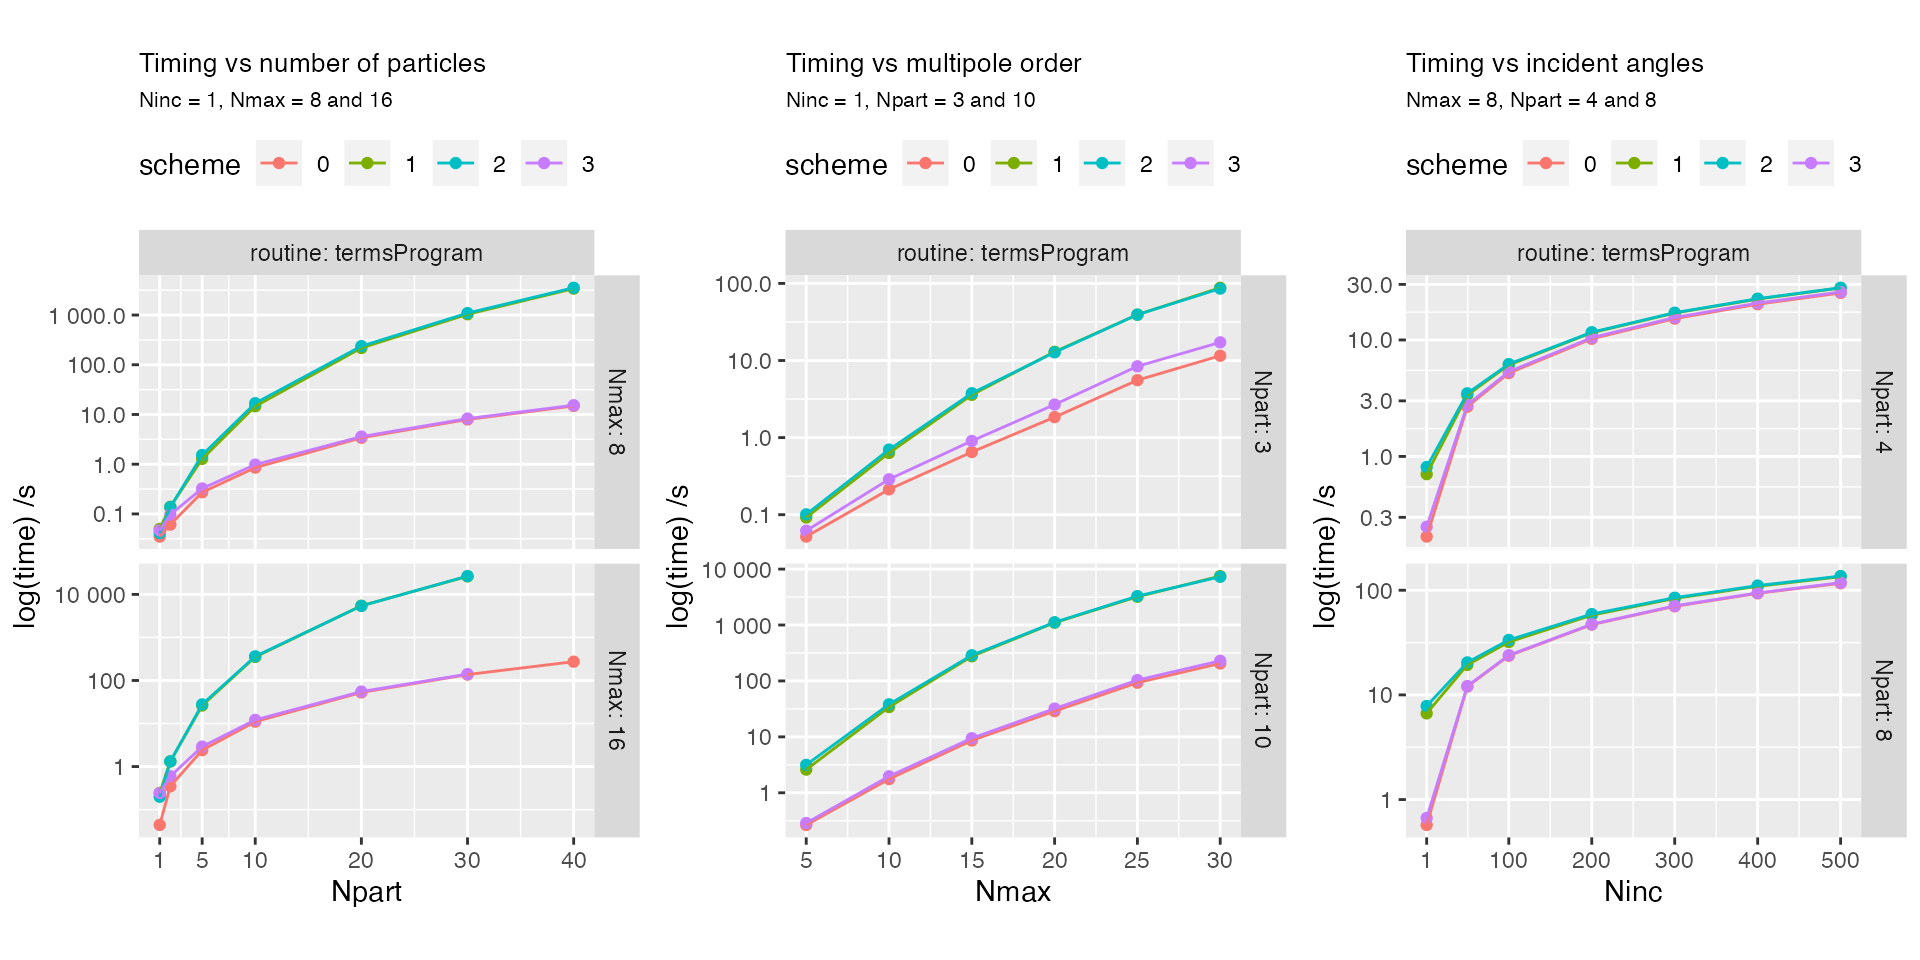 Timing vs number of particles
Ninc = 1, Nmax = 8 and 16
scheme 0 1 2 3
routine: termsProgram
1 000.0
100.0
10.0
1.0
0.1
Nmax: 8
10 000
100
1
Nmax: 16
log(time) /s
1 5 10 20 30 40
Npart
Timing vs multipole order
Ninc = 1, Npart = 3 and 10
scheme 0 1 2 3
routine: termsProgram
100.0
10.0
1.0
0.1
Npart: 3
10 000
1 000
100
10
1
Npart: 10
log(time) /s
5 10 15 20 25 30
Nmax
Timing vs incident angles
Nmax = 8, Npart = 4 and 8
scheme 0 1 2 3
routine: termsProgram
30.0
10.0
3.0
1.0
0.3
Npart: 4
100
10
1
Npart: 8
log(time) /s
1 100 200 300 400 500
Ninc